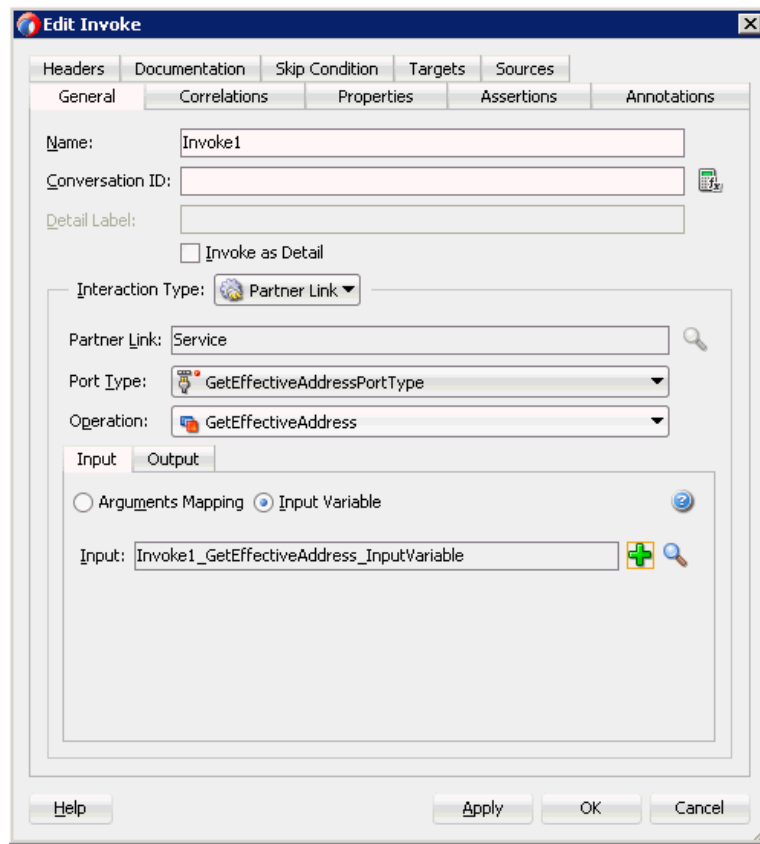 Edit Invoke
Headers Documentation Skip Condition Targets Sources
General Correlations Properties Assertions Annotations
Name: Invoke1
Conversation ID:
Detail Label:
Invoke as Detail
Interaction Type: Partner Link
Partner Link: Service
Port Type: GetEffectiveAddressPortType
Operation: GetEffectiveAddress
Input Output
Arguments Mapping Input Variable
Input: Invoke1_GetEffectiveAddress_InputVariable
Help Apply OK Cancel